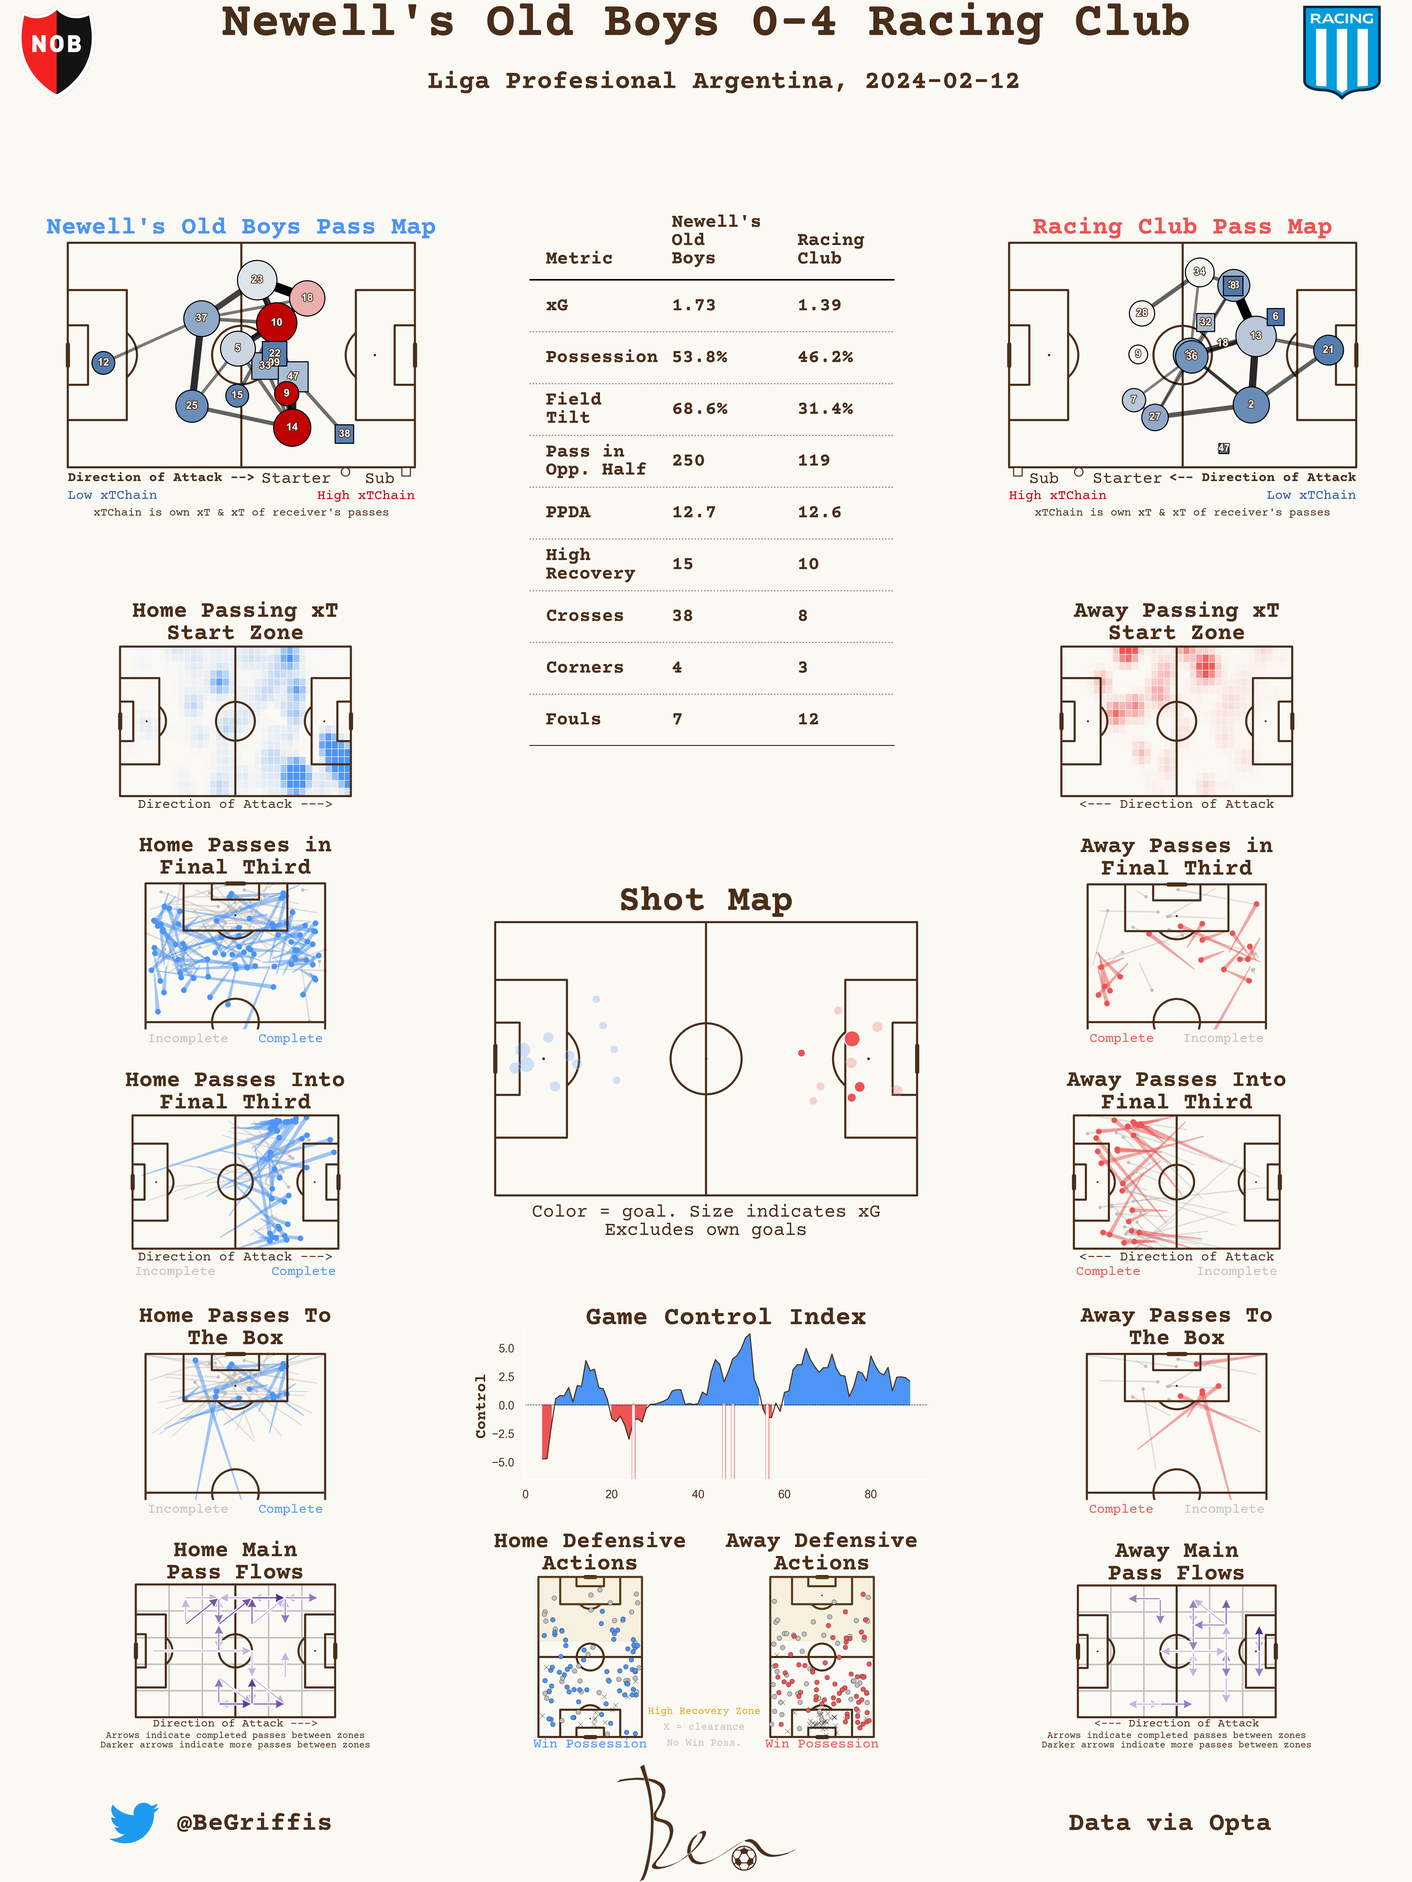 Newell's Old Boys 0-4 Racing Club
Liga Profesional Argentina, 2024-02-12
NOB
RACING
Newell's Old Boys Pass Map
23
18
37
10
5
22
12
47
9
15
25
14
38
Direction of Attack --> Starter Sub
Low xTChain High xTChain
xTChain is own xT & xT of receiver's passes
Metric Newell's Old Boys Racing Club
xG 1.73 1.39
Possession 53.8% 46.2%
Field Tilt 68.6% 31.4%
Pass in Opp. Half 250 119
PPDA 12.7 12.6
High Recovery 15 10
Crosses 38 8
Corners 4 3
Fouls 7 12
Racing Club Pass Map
34
28
32
6
13
18
9
36
21
7
27
2
47
Sub Starter <-- Direction of Attack
High xTChain Low xTChain
xTChain is own xT & xT of receiver's passes
Home Passing xT
Start Zone
Direction of Attack --->
Away Passing xT
Start Zone
<--- Direction of Attack
Home Passes in
Final Third
Incomplete Complete
Away Passes in
Final Third
Complete Incomplete
Shot Map
Color = goal. Size indicates xG
Excludes own goals
Home Passes Into
Final Third
Direction of Attack --->
Incomplete Complete
Away Passes Into
Final Third
<--- Direction of Attack
Complete Incomplete
Home Passes To
The Box
Incomplete Complete
Game Control Index
Control
5.0
2.5
0.0
−2.5
−5.0
0 20 40 60 80
Away Passes To
The Box
Complete Incomplete
Home Main
Pass Flows
Direction of Attack --->
Arrows indicate completed passes between zones
Darker arrows indicate more passes between zones
Home Defensive
Actions
Win Possession
High Recovery Zone
X = clearance
No Win Poss.
Away Defensive
Actions
Win Possession
Away Main
Pass Flows
<--- Direction of Attack
Arrows indicate completed passes between zones
Darker arrows indicate more passes between zones
@BeGriffis
Ben
Data via Opta